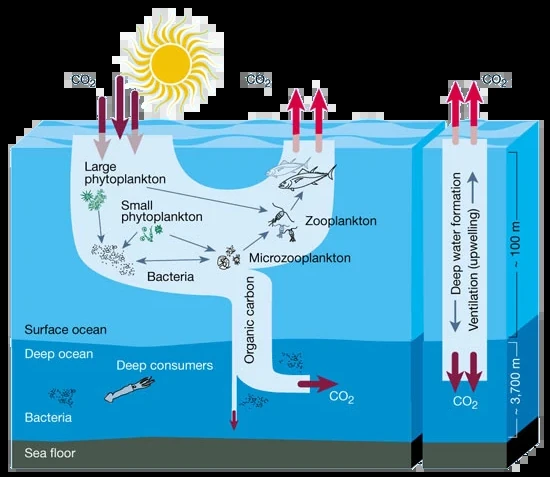 CO2
CO2
CO2
Large
phytoplankton
Small
phytoplankton
Bacteria
Zooplankton
Microzooplankton
Organic carbon
Surface ocean
Deep ocean
Deep consumers
Bacteria
CO2
Sea floor
Deep water formation
Ventilation (upwelling)
CO2
~ 100 m
~ 3,700 m